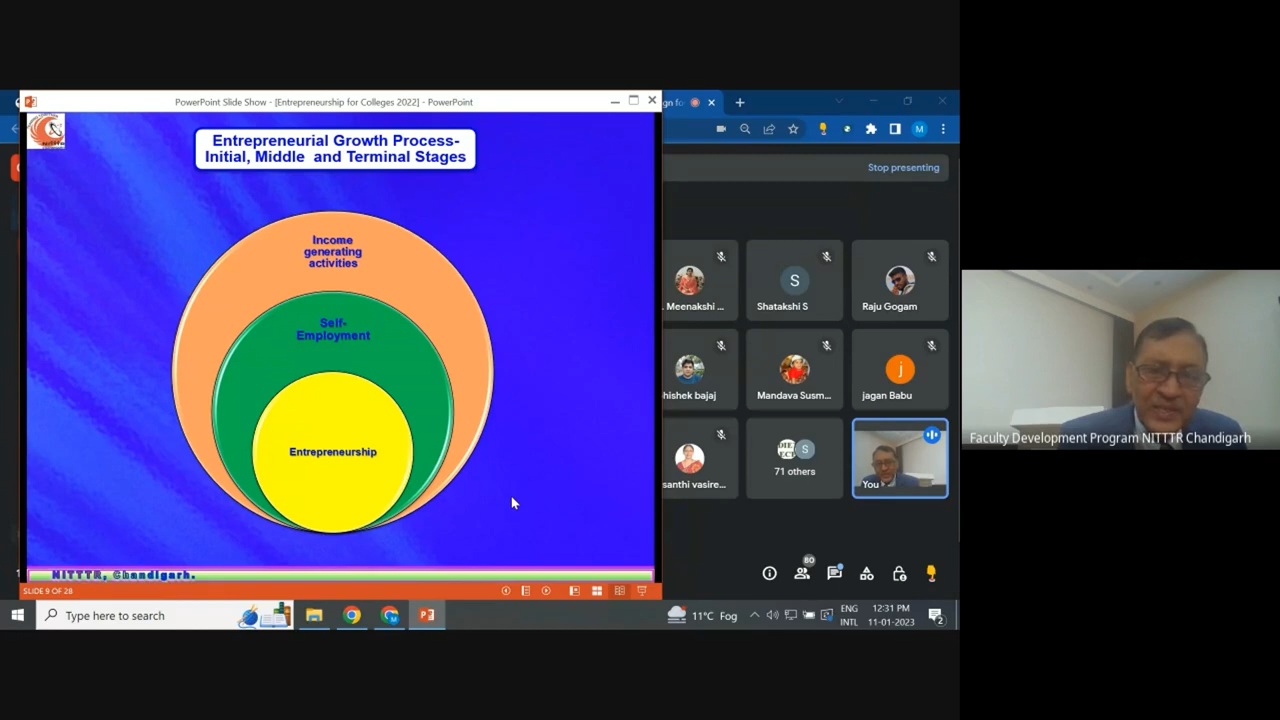 PowerPoint Slide Show - [Entrepreneurship for Colleges 2022] - PowerPoint
Entrepreneurial Growth Process-
Initial, Middle and Terminal Stages
Income
generating
activities
Self-
Employment
Entrepreneurship
NITTTR, Chandigarh.
SLIDE 9 OF 28
M
Stop presenting
Meenakshi ...
S
Shatakshi S
Raju Gogam
bajaj
Mandava Susm...
j
jagan Babu
vasire...
S
71 others
You
80
Type here to search
11°C Fog
ENG
INTL
12:31 PM
11-01-2023
2
Faculty Development Program NITTTR Chandigarh